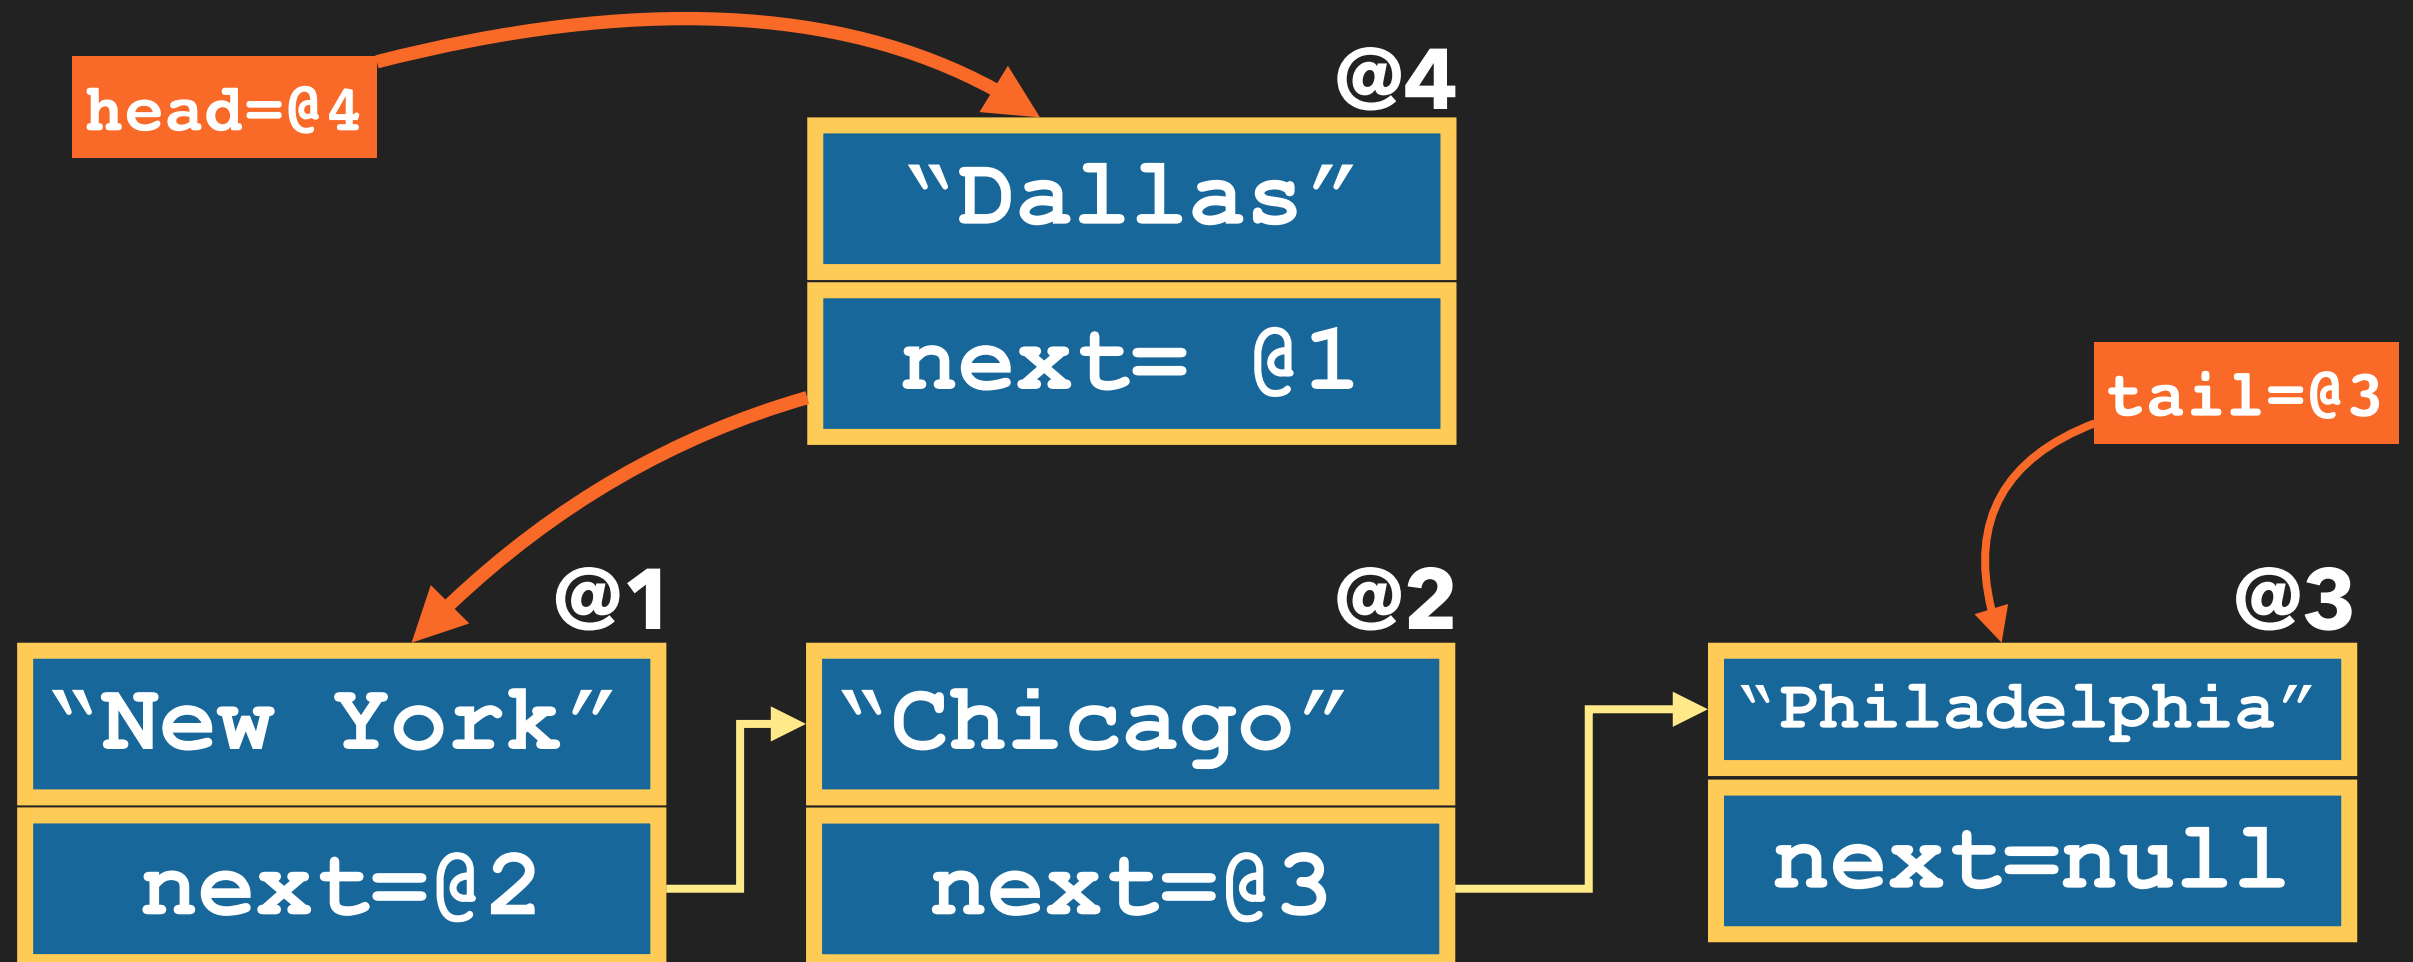 head=@4
@4
“Dallas”
next= @1
tail=@3
@1
“New York”
next=@2
@2
“Chicago”
next=@3
@3
“Philadelphia”
next=null